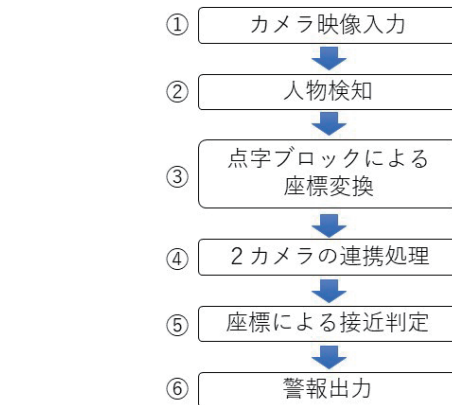 ① カメラ映像入力
② 人物検知
③ 点字ブロックによる
座標変換
④ 2カメラの連携処理
⑤ 座標による接近判定
⑥ 警報出力